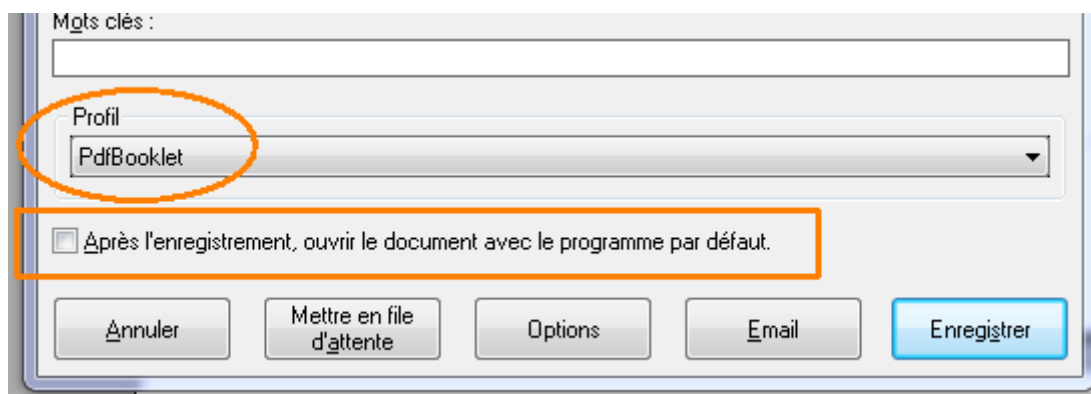 Mots clés :
Profil
PdfBooklet
Après l'enregistrement, ouvrir le document avec le programme par défaut.
Annuler
Mettre en file
d'attente
Options
Email
Enregistrer